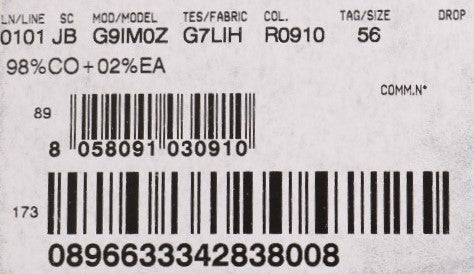 LN/LINE SC MOD/MODEL TES/FABRIC COL. TAG/SIZE DROP
0101 JB G9IM0Z G7LIH R0910 56
98%CO+02%EA
COMM.N°
89
8 058091 030910
173
0896633342838008